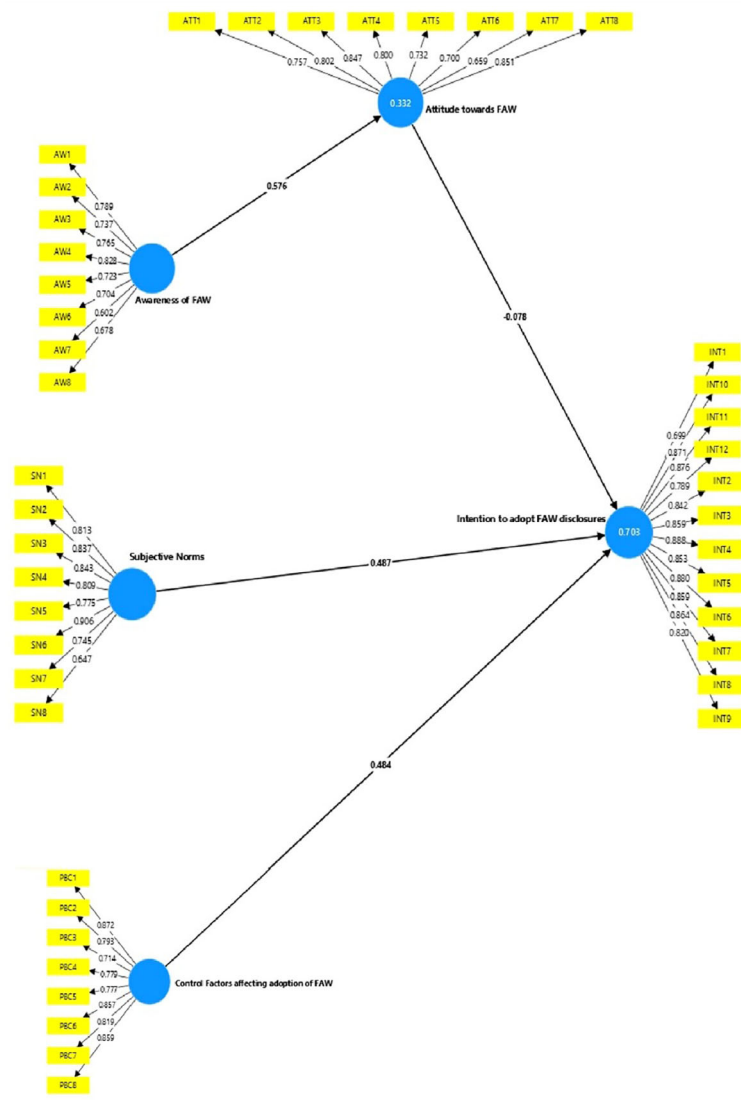 ATT1 ATT2 ATT3 ATT4 ATT5 ATT6 ATT7 ATT8
0.757 0.802 0.847 0.800 0.732 0.700 0.659 0.851
0.332
Attitude towards FAW
AW1
AW2
AW3
AW4
AW5
AW6
AW7
AW8
0.789
0.737
0.765
0.828
0.723
0.704
0.602
0.678
Awareness of FAW
0.576
-0.078
SN1
SN2
SN3
SN4
SN5
SN6
SN7
SN8
0.813
0.837
0.843
0.809
0.775
0.906
0.745
0.647
Subjective Norms
0.487
INT1
INT10
INT11
INT12
INT2
INT3
INT4
INT5
INT6
INT7
INT8
INT9
0.699
0.871
0.876
0.789
0.842
0.859
0.888
0.853
0.880
0.859
0.864
0.820
Intention to adopt FAW disclosures
0.703
0.484
PBC1
PBC2
PBC3
PBC4
PBC5
PBC6
PBC7
PBC8
0.872
0.793
0.714
0.779
0.777
0.857
0.819
0.859
Control Factors affecting adoption of FAW